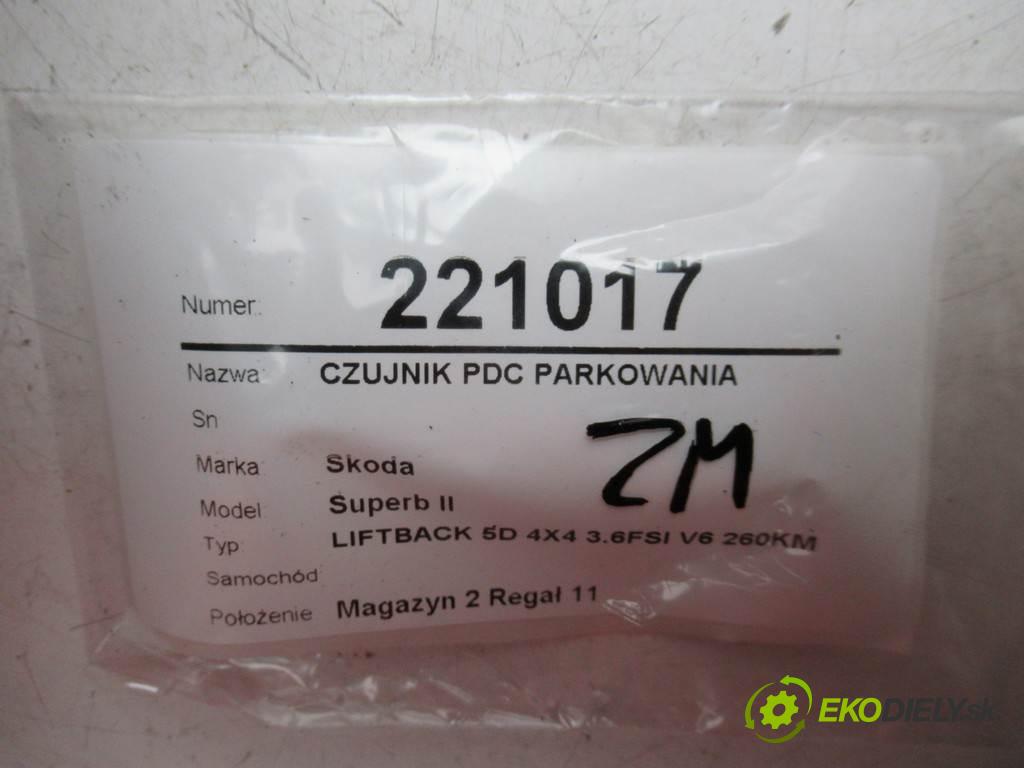 Numer: 221017
Nazwa: CZUJNIK PDC PARKOWANIA
Sn
Marka Skoda
Model Superb II
Typ LIFTBACK 5D 4X4 3.6FSI V6 260KM
Samochód
Położenie Magazyn 2 Regał 11
ZM
EKODIELY.sk